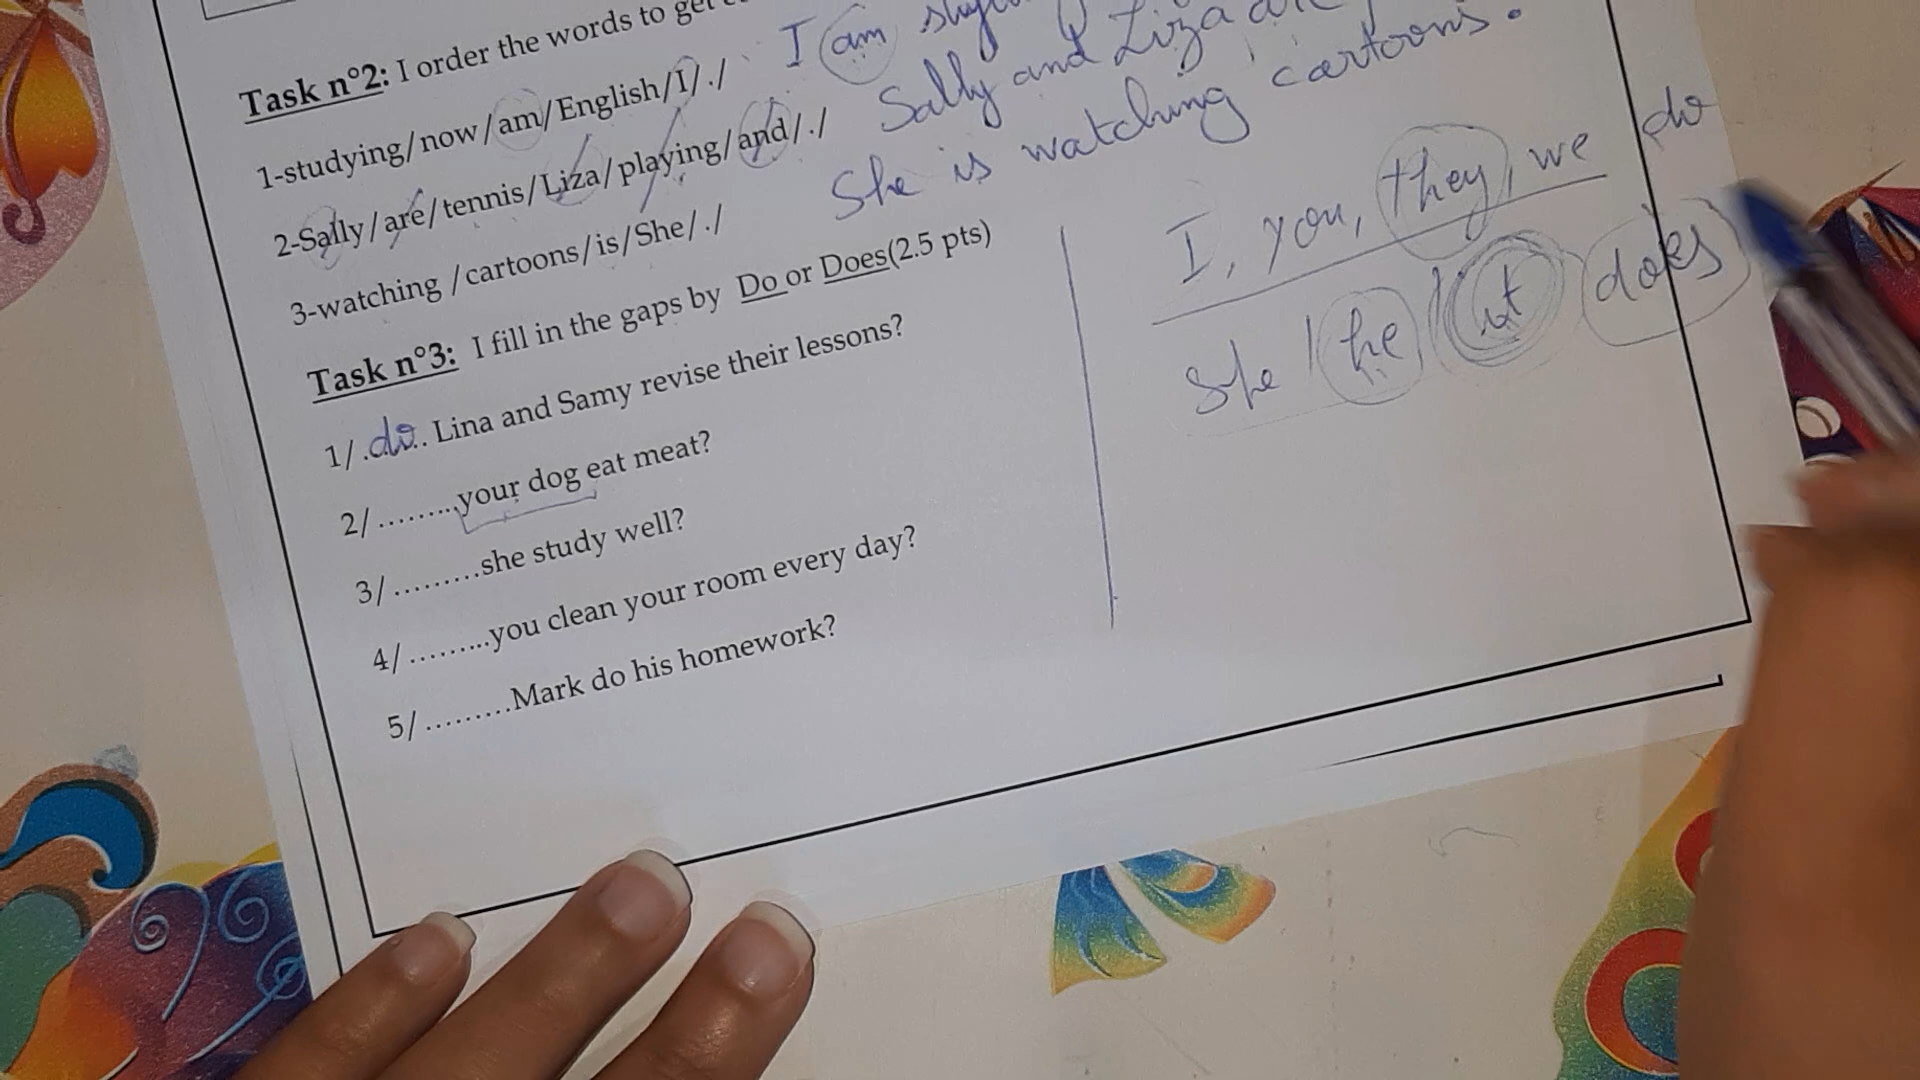 Task n°2: I order the words to get
1-studying/ now / am/ English/ I/ ./ I am
2-Sally/ are/ tennis/ Liza/ playing/ and/ ./ Sally and Liza are
3-watching / cartoons/ is/ She/ ./ She is watching cartoons.
Task n°3: I fill in the gaps by Do or Does(2.5 pts)
1/ .do.. Lina and Samy revise their lessons?
2/ ..........your dog eat meat?
3/ .........she study well?
4/ .........you clean your room every day?
5/ .........Mark do his homework?
I, you, they, we do
She / he / it does